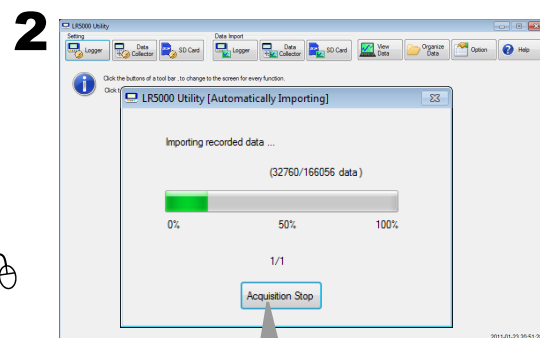 2
LR5000 Utility
Setting
Data Import
Logger Data Collector SD Card Logger Data Collector SD Card View Data Organize Data Option Help
Click the buttons of a tool bar , to change to the screen for every function.
Click t
LR5000 Utility [Automatically Importing]
Importing recorded data ...
(32760/166056 data )
0% 50% 100%
1/1
Acquisition Stop